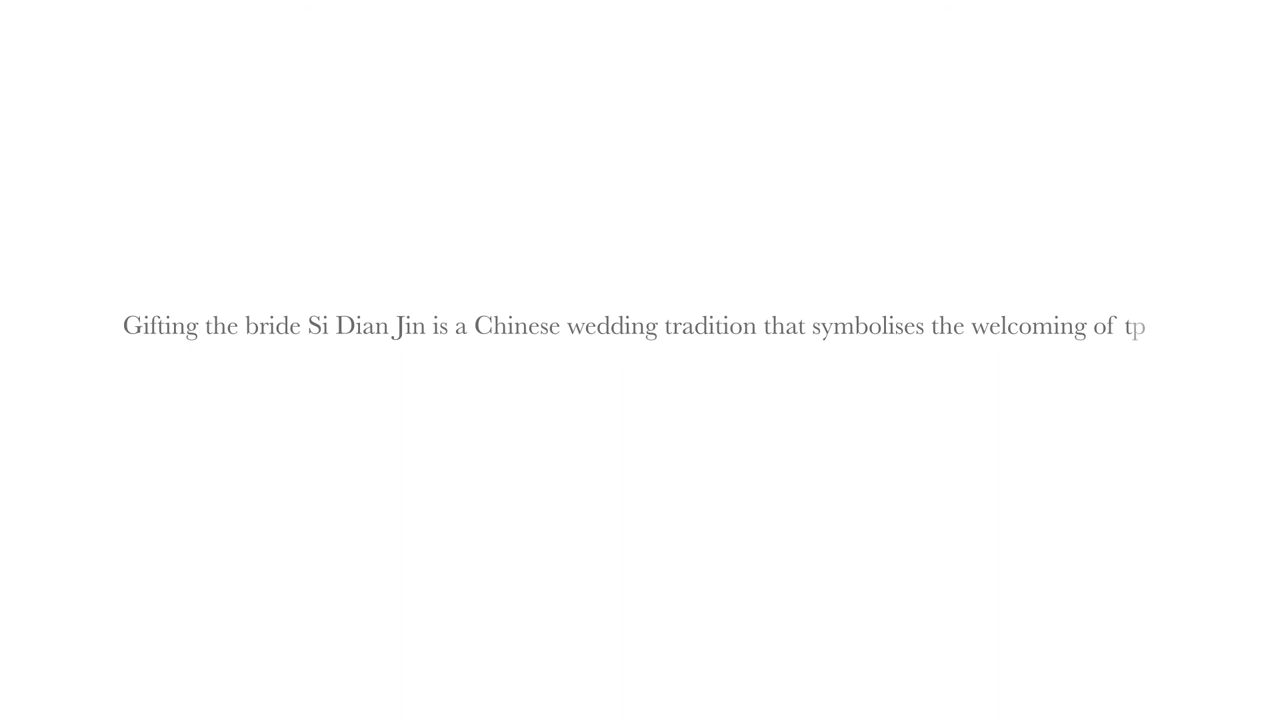 Gifting the bride Si Dian Jin is a Chinese wedding tradition that symbolises the welcoming of